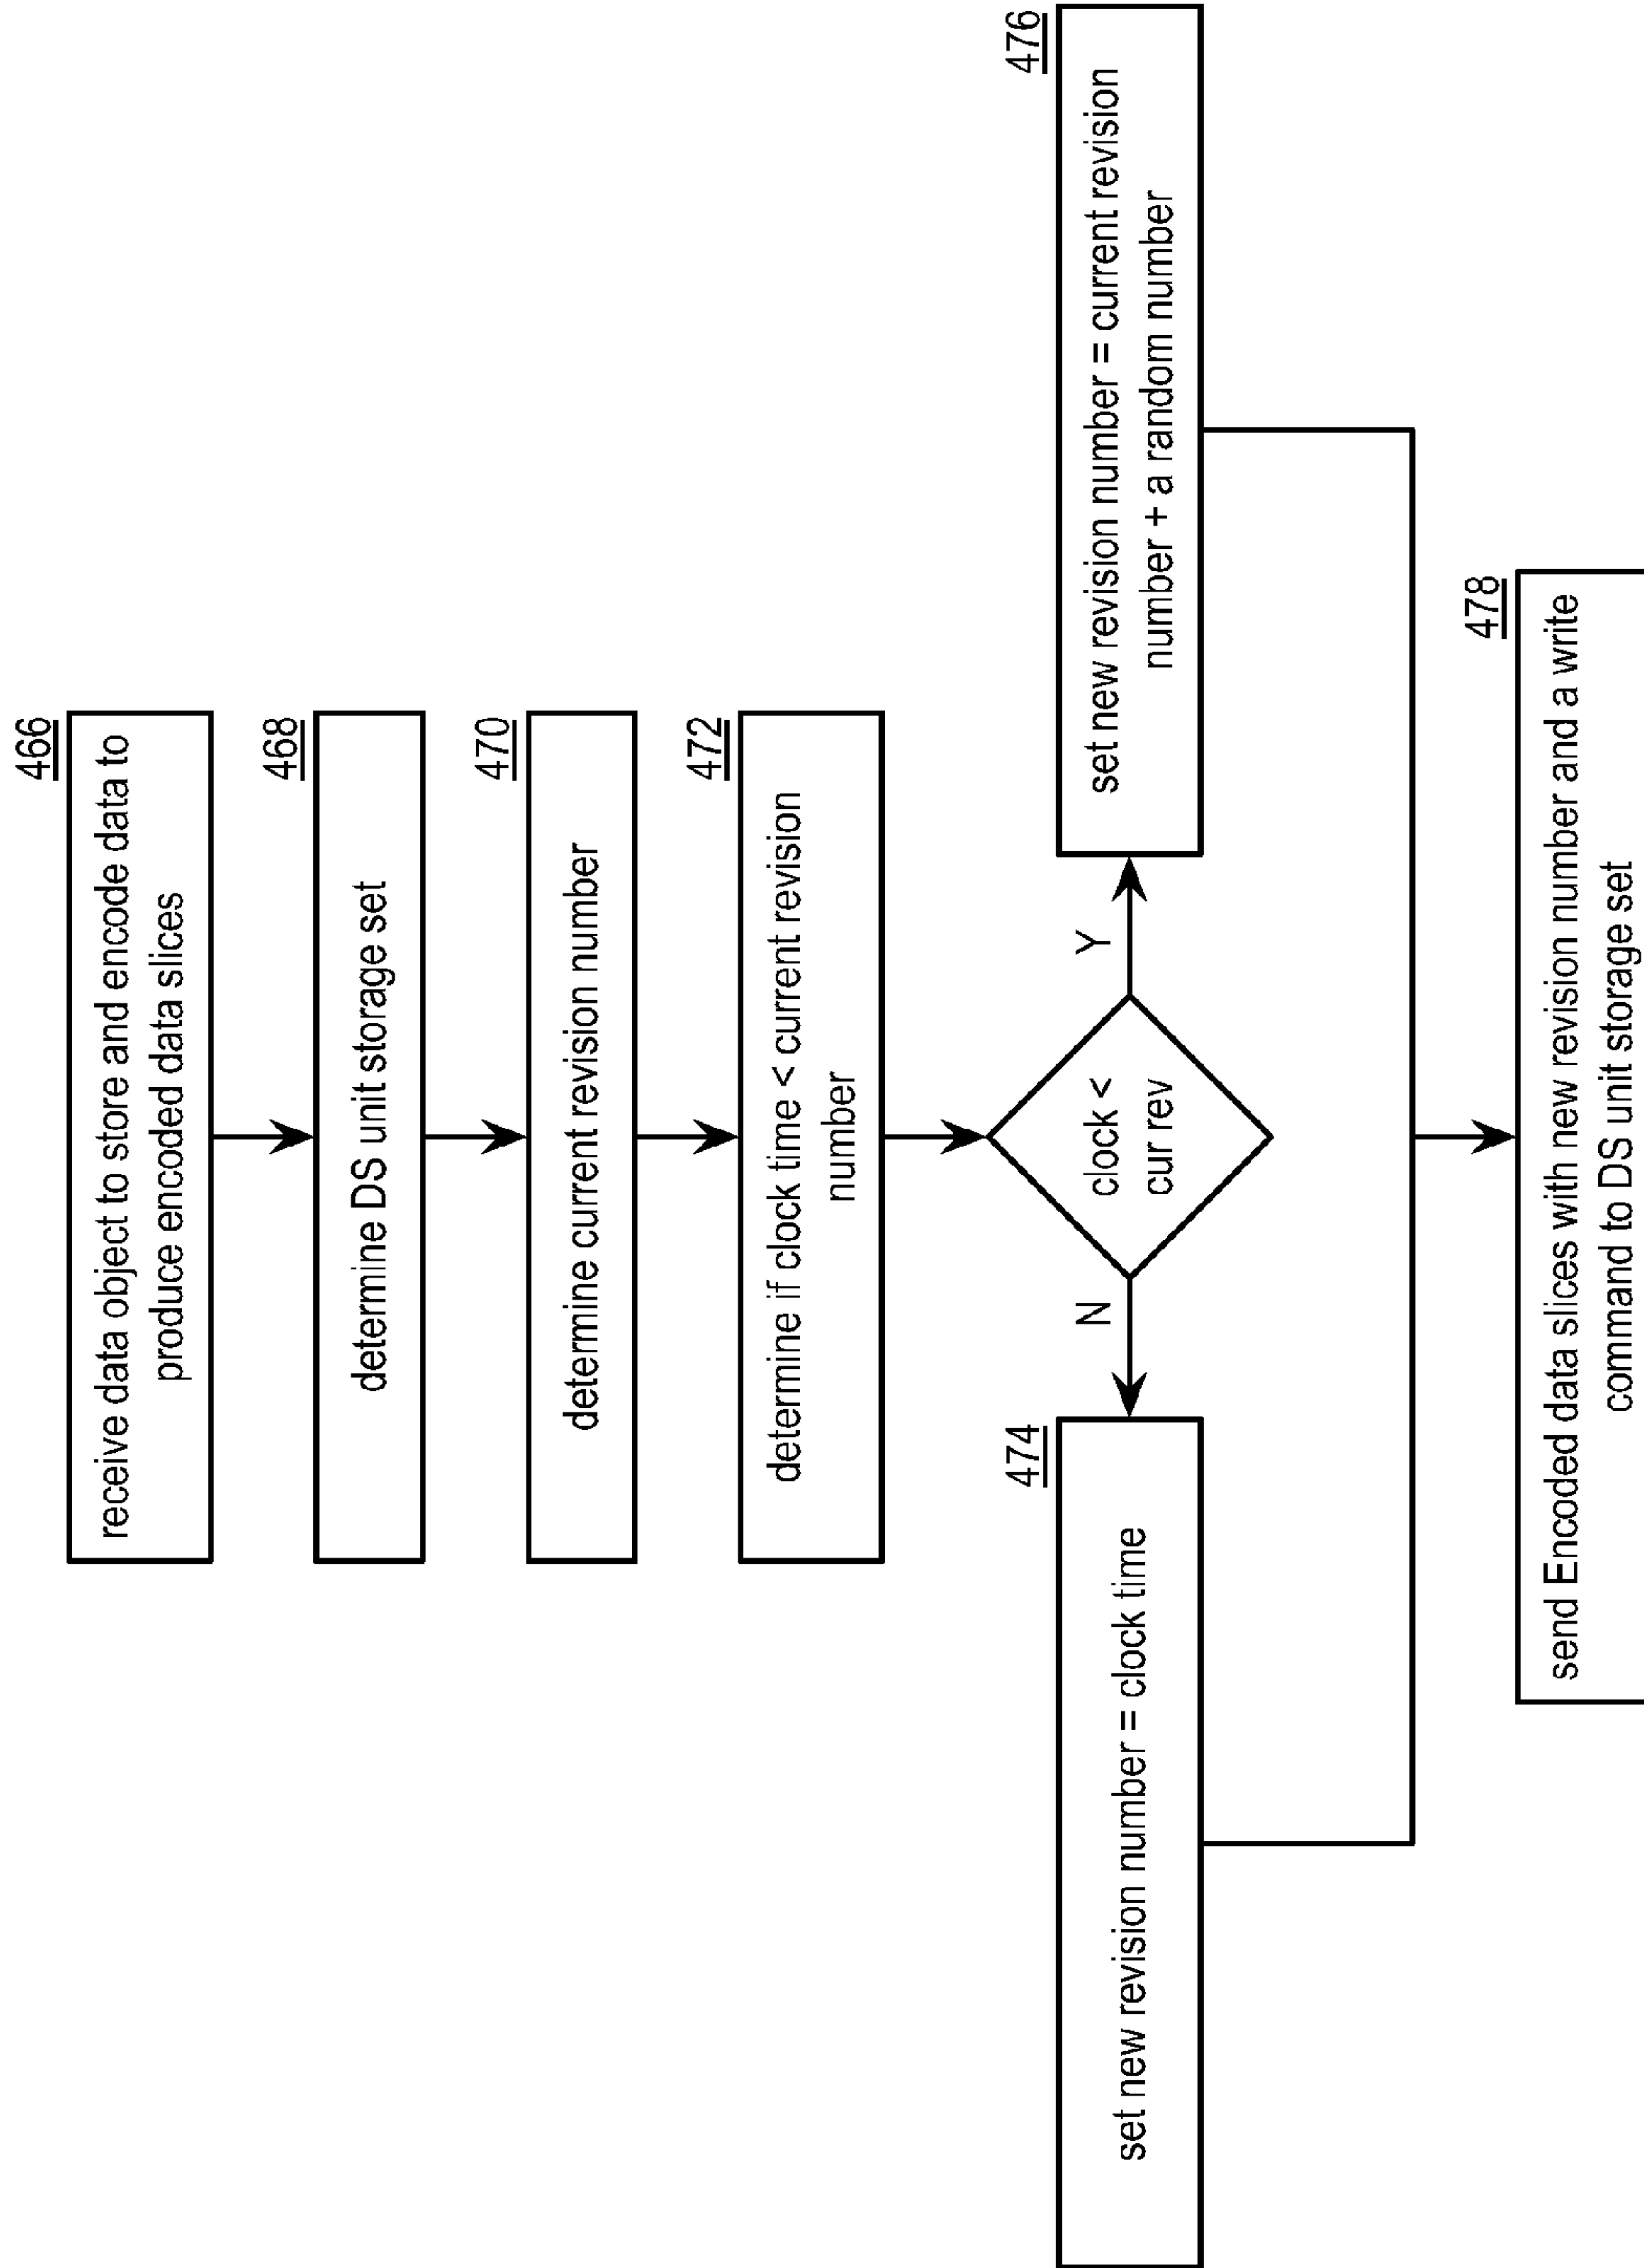 466
receive data object to store and encode data to
produce encoded data slices
468
determine DS unit storage set
470
determine current revision number
472
determine if clock time < current revision
number
clock <
cur rev
N
Y
474
set new revision number = clock time
476
set new revision number = current revision
number + a random number
478
send Encoded data slices with new revision number and a write
command to DS unit storage set